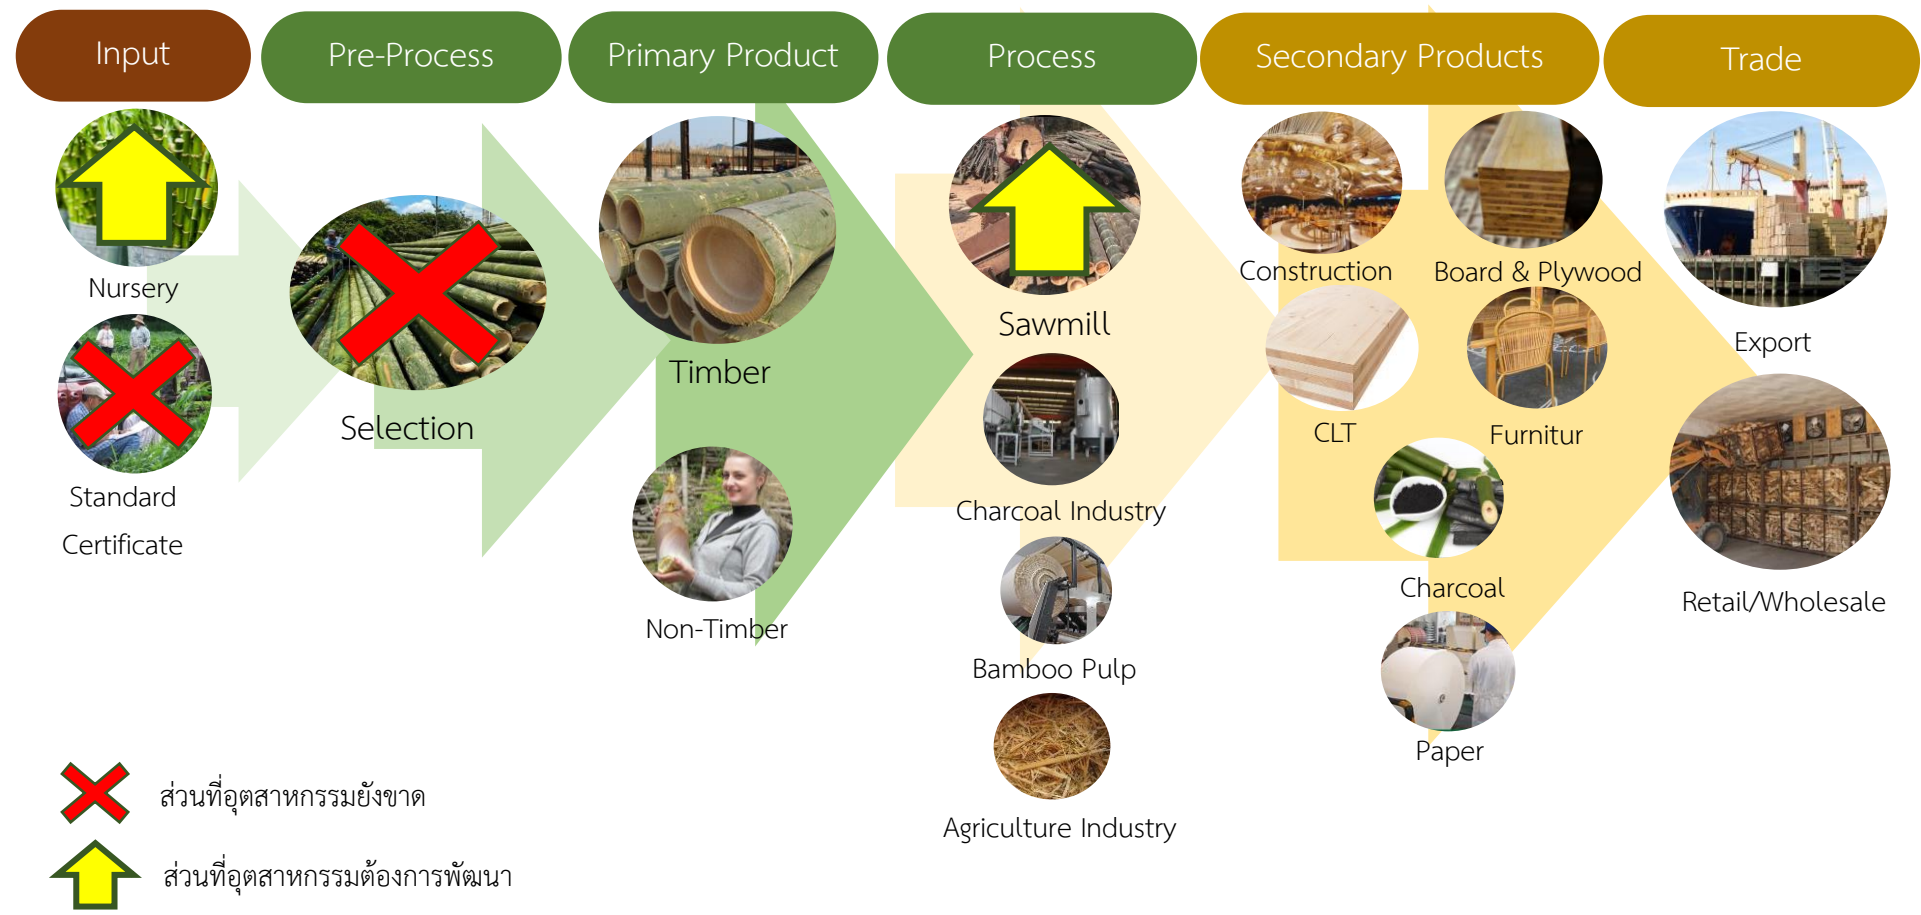 Input
Pre-Process
Primary Product
Process
Secondary Products
Trade
Nursery
Standard
Certificate
Selection
Timber
Non-Timber
Sawmill
Charcoal Industry
Bamboo Pulp
Agriculture Industry
Construction
Board & Plywood
CLT
Furnitur
Charcoal
Paper
Export
Retail/Wholesale
ส่วนที่อุตสาหกรรมยังขาด
ส่วนที่อุตสาหกรรมต้องการพัฒนา